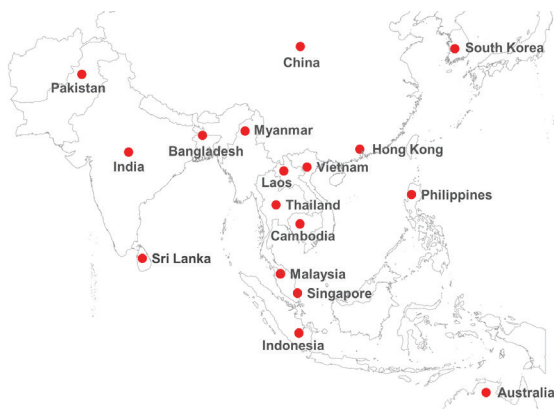 South Korea
China
Pakistan
Myanmar
Bangladesh
Hong Kong
India
Vietnam
Laos
Philippines
Thailand
Cambodia
Sri Lanka
Malaysia
Singapore
Indonesia
Australia